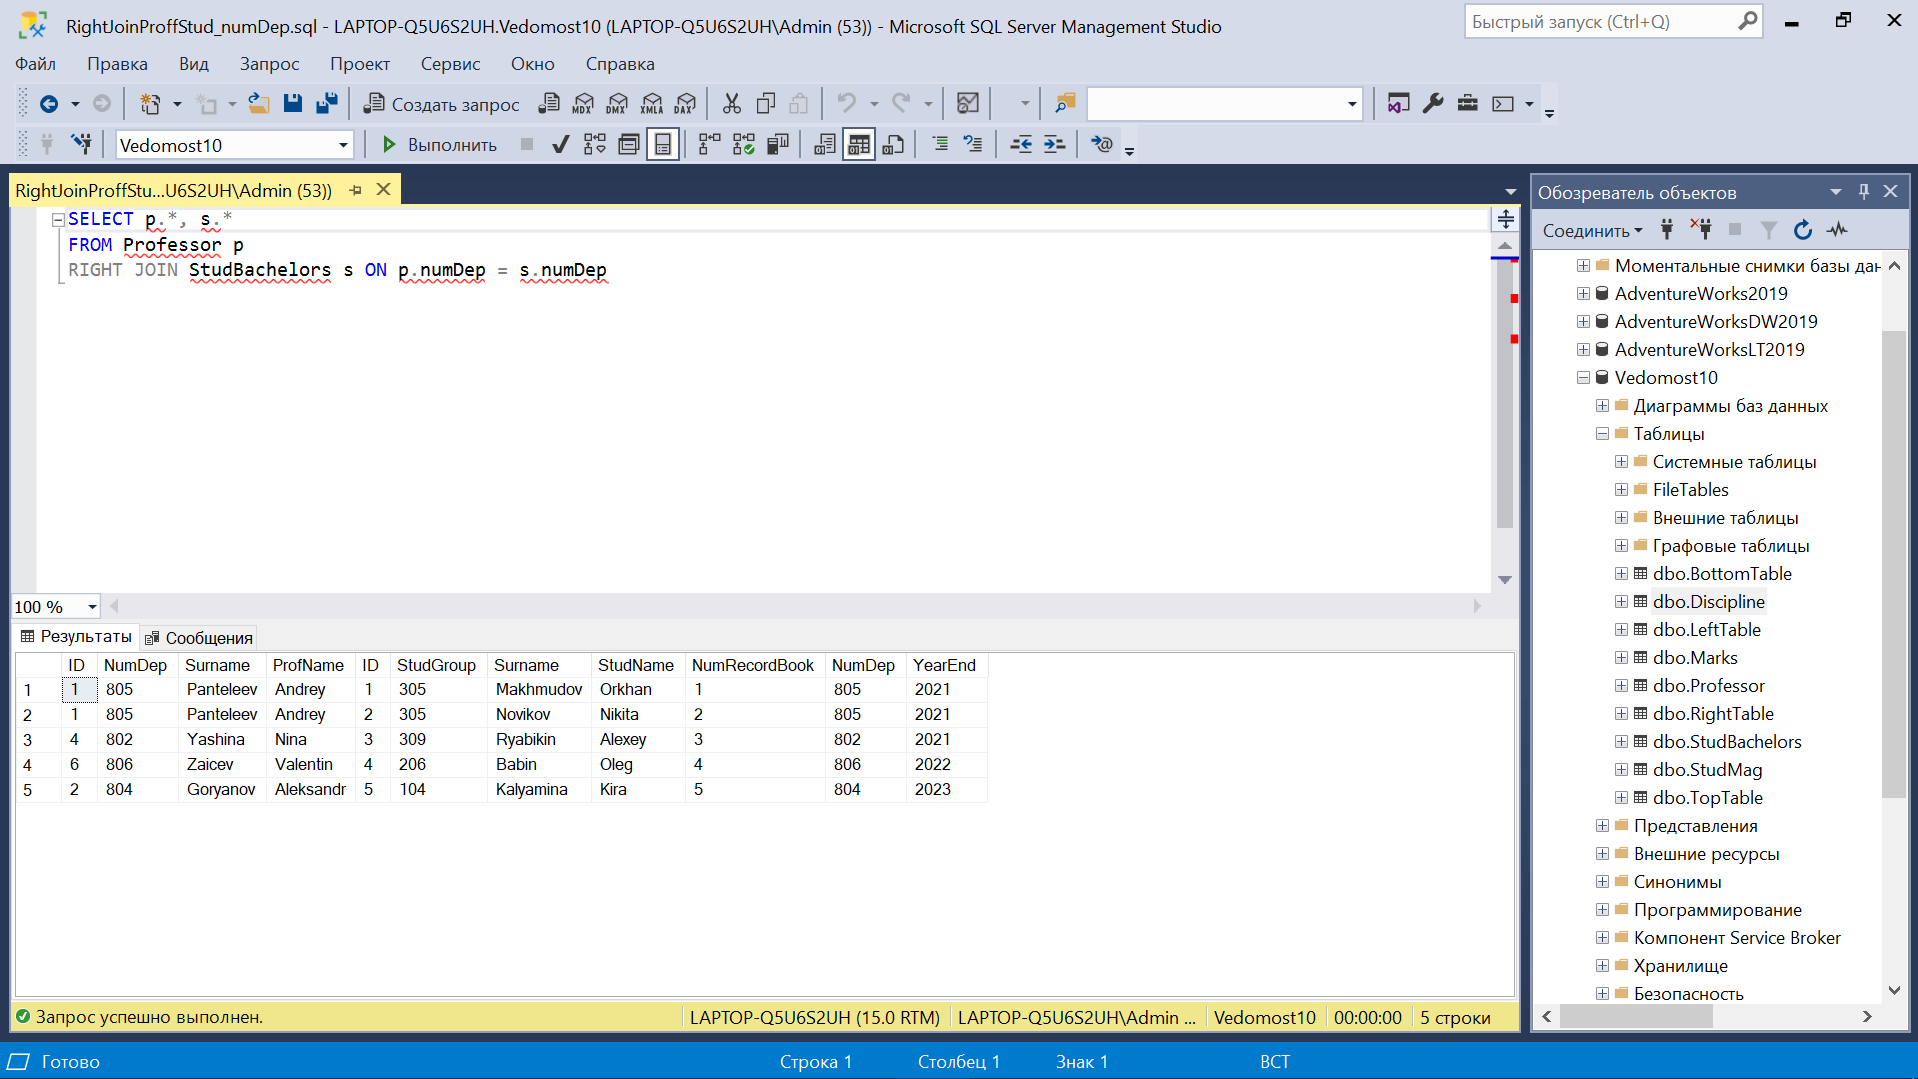 RightJoinProffStud_numDep.sql - LAPTOP-Q5U6S2UH.Vedomost10 (LAPTOP-Q5U6S2UH\Admin (53)) - Microsoft SQL Server Management Studio
Быстрый запуск (Ctrl+Q)
Файл Правка Вид Запрос Проект Сервис Окно Справка
Создать запрос MDX DMX XMLA DAX
Vedomost10 Выполнить
RightJoinProffStu...U6S2UH\Admin (53))
SELECT p.*, s.*
FROM Professor p
RIGHT JOIN StudBachelors s ON p.numDep = s.numDep
100 %
Результаты Сообщения
ID NumDep Surname ProfName ID StudGroup Surname StudName NumRecordBook NumDep YearEnd
1 1 805 Panteleev Andrey 1 305 Makhmudov Orkhan 1 805 2021
2 1 805 Panteleev Andrey 2 305 Novikov Nikita 2 805 2021
3 4 802 Yashina Nina 3 309 Ryabikin Alexey 3 802 2021
4 6 806 Zaicev Valentin 4 206 Babin Oleg 4 806 2022
5 2 804 Goryanov Aleksandr 5 104 Kalyamina Kira 5 804 2023
Запрос успешно выполнен. LAPTOP-Q5U6S2UH (15.0 RTM) LAPTOP-Q5U6S2UH\Admin ... Vedomost10 00:00:00 5 строки
Обозреватель объектов
Соединить
Моментальные снимки базы дан
AdventureWorks2019
AdventureWorksDW2019
AdventureWorksLT2019
Vedomost10
Диаграммы баз данных
Таблицы
Системные таблицы
FileTables
Внешние таблицы
Графовые таблицы
dbo.BottomTable
dbo.Discipline
dbo.LeftTable
dbo.Marks
dbo.Professor
dbo.RightTable
dbo.StudBachelors
dbo.StudMag
dbo.TopTable
Представления
Внешние ресурсы
Синонимы
Программирование
Компонент Service Broker
Хранилище
Безопасность
Готово Строка 1 Столбец 1 Знак 1 ВСТ